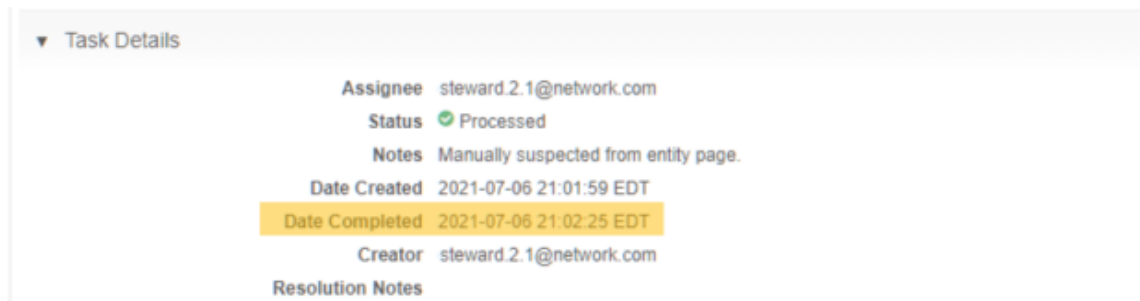 ▼ Task Details
Assignee steward.2.1@network.com
Status Processed
Notes Manually suspected from entity page.
Date Created 2021-07-06 21:01:59 EDT
Date Completed 2021-07-06 21:02:25 EDT
Creator steward.2.1@network.com
Resolution Notes